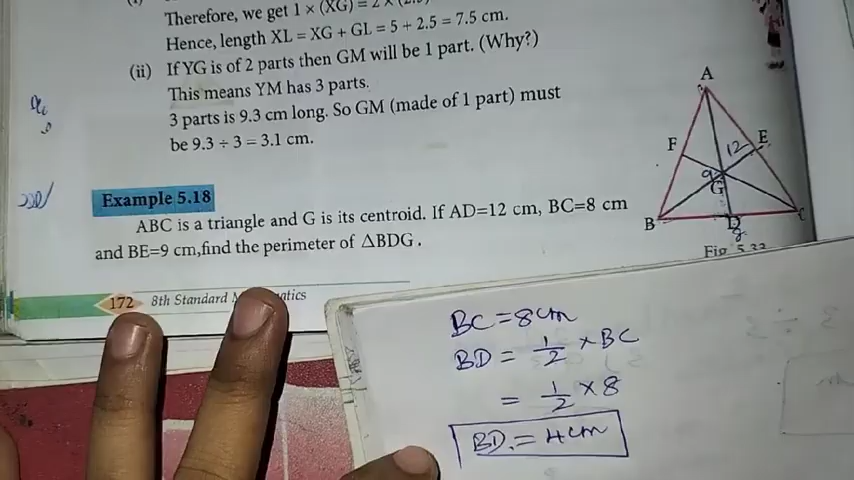 Therefore, we get 1 × (XG) = 2 ×
Hence, length XL = XG + GL = 5 + 2.5 = 7.5 cm.
(ii) If YG is of 2 parts then GM will be 1 part. (Why?)
This means YM has 3 parts.
3 parts is 9.3 cm long. So GM (made of 1 part) must
be 9.3 ÷ 3 = 3.1 cm.
A
F
E
12
9
G
B
D
8
C
Fig 5.33
Example 5.18
ABC is a triangle and G is its centroid. If AD=12 cm, BC=8 cm
and BE=9 cm,find the perimeter of ΔBDG .
172 8th Standard
BC = 8cm
BD = 1/2 × BC
= 1/2 × 8
BD = 4cm